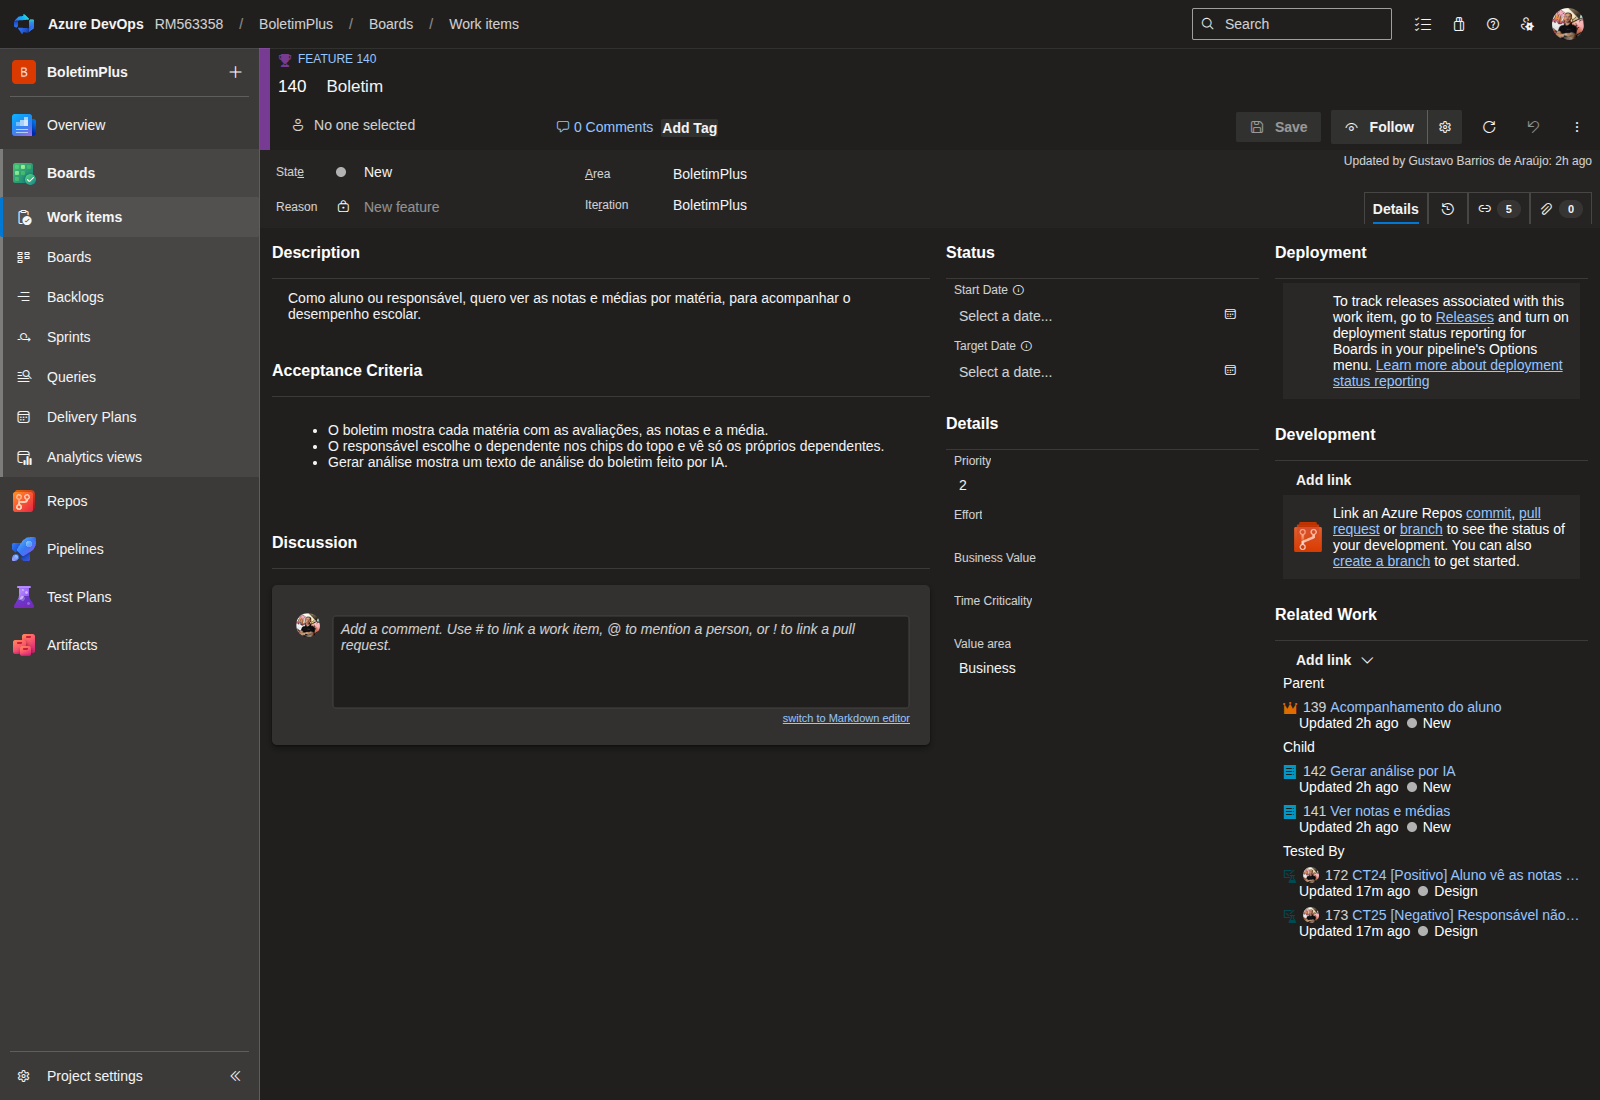 Azure DevOps RM563358 / BoletimPlus / Boards / Work items
Search
B BoletimPlus
Overview
Boards
Work items
Boards
Backlogs
Sprints
Queries
Delivery Plans
Analytics views
Repos
Pipelines
Test Plans
Artifacts
Project settings
FEATURE 140
140 Boletim
No one selected
0 Comments Add Tag
Save Follow
Updated by Gustavo Barrios de Araújo: 2h ago
State New
Area BoletimPlus
Reason New feature
Iteration BoletimPlus
Details 5 0
Description
Como aluno ou responsável, quero ver as notas e médias por matéria, para acompanhar o
desempenho escolar.
Acceptance Criteria
O boletim mostra cada matéria com as avaliações, as notas e a média.
O responsável escolhe o dependente nos chips do topo e vê só os próprios dependentes.
Gerar análise mostra um texto de análise do boletim feito por IA.
Discussion
Add a comment. Use # to link a work item, @ to mention a person, or ! to link a pull
request.
switch to Markdown editor
Status
Start Date
Select a date...
Target Date
Select a date...
Details
Priority
2
Effort
Business Value
Time Criticality
Value area
Business
Deployment
To track releases associated with this
work item, go to Releases and turn on
deployment status reporting for
Boards in your pipeline's Options
menu. Learn more about deployment
status reporting
Development
Add link
Link an Azure Repos commit, pull
request or branch to see the status of
your development. You can also
create a branch to get started.
Related Work
Add link
Parent
139 Acompanhamento do aluno
Updated 2h ago New
Child
142 Gerar análise por IA
Updated 2h ago New
141 Ver notas e médias
Updated 2h ago New
Tested By
172 CT24 [Positivo] Aluno vê as notas …
Updated 17m ago Design
173 CT25 [Negativo] Responsável não…
Updated 17m ago Design